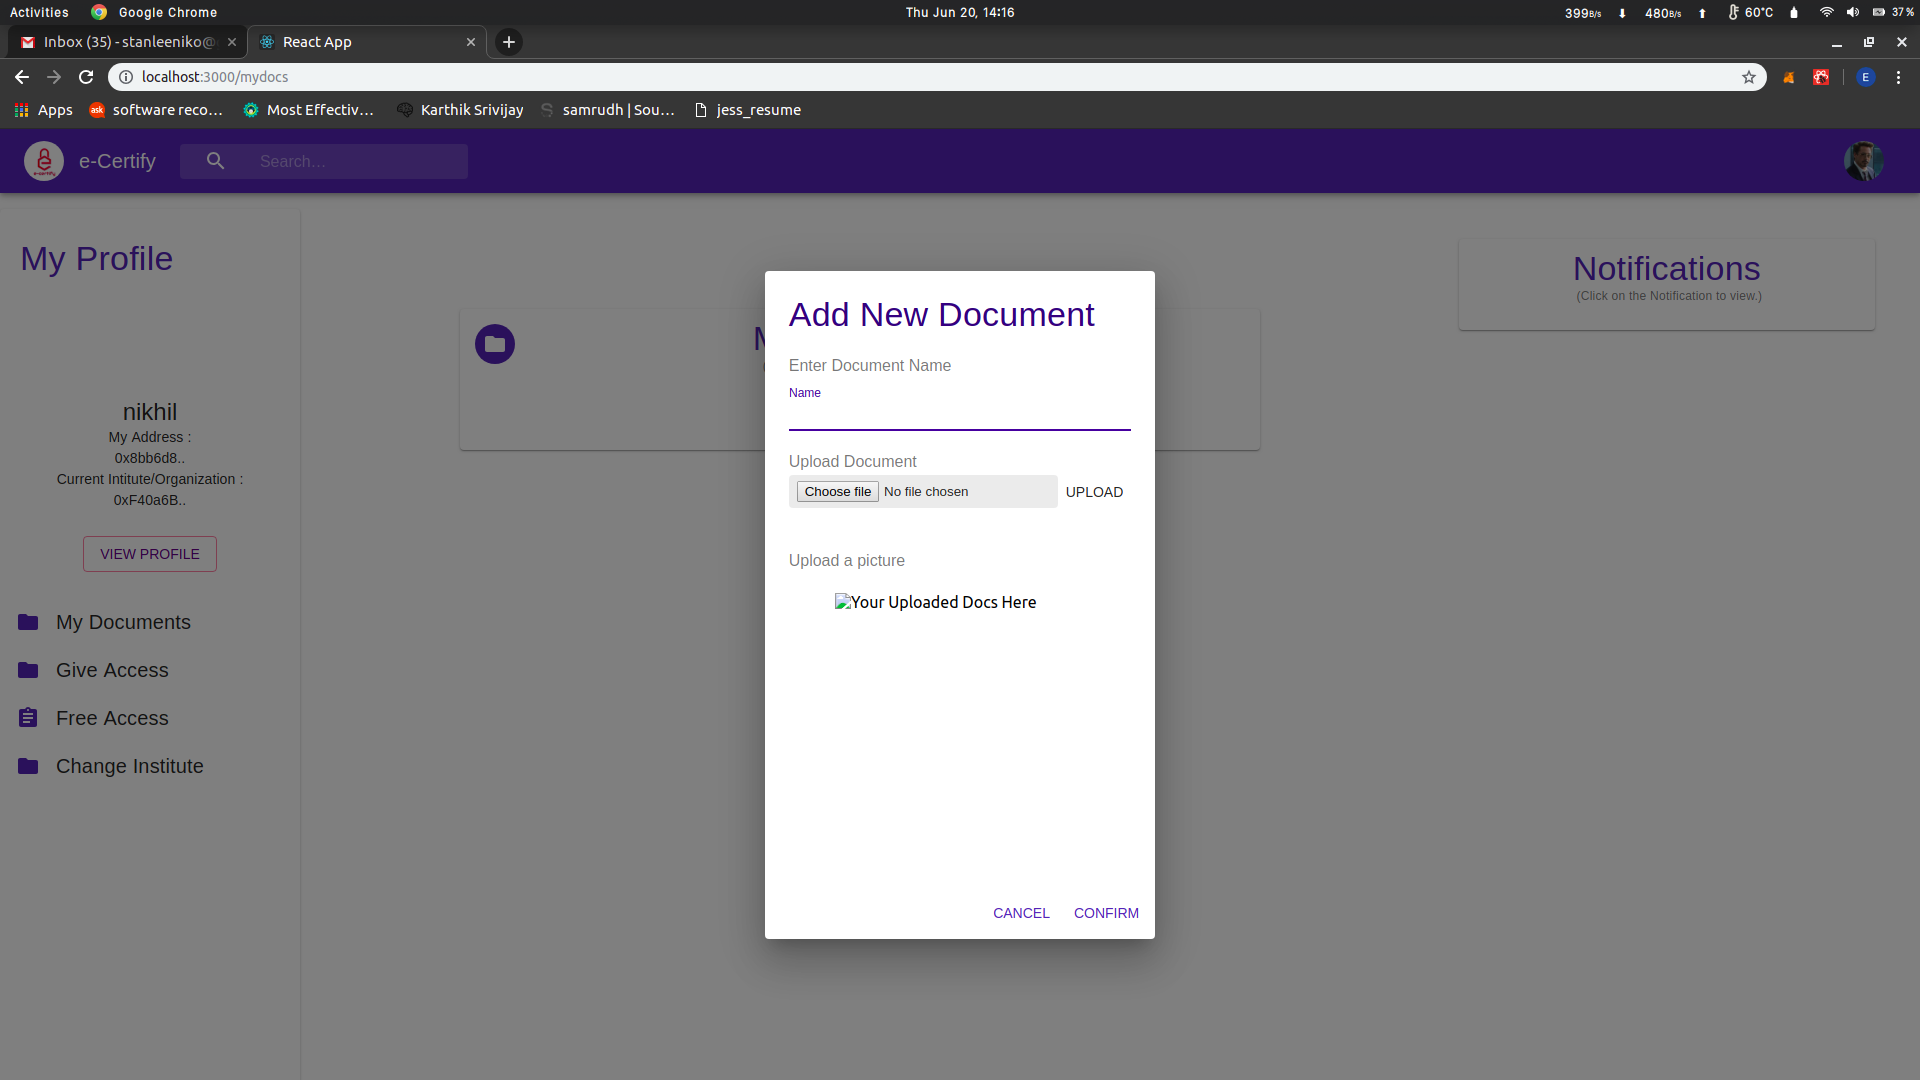 Activities Google Chrome Thu Jun 20, 14:16 399B/s 480B/s 60°C 37 %
Inbox (35) - stanleeniko@ React App
localhost:3000/mydocs E
Apps ask software reco... Most Effectiv... Karthik Srivijay S samrudh | Sou... jess_resume
e-certify e-Certify Search...
My Profile
Notifications
(Click on the Notification to view.)
Add New Document
M
Enter Document Name
Name
nikhil
My Address :
0x8bb6d8..
Current Intitute/Organization :
0xF40a6B..
Upload Document
Choose file No file chosen UPLOAD
VIEW PROFILE
Upload a picture
Your Uploaded Docs Here
My Documents
Give Access
Free Access
Change Institute
CANCEL CONFIRM